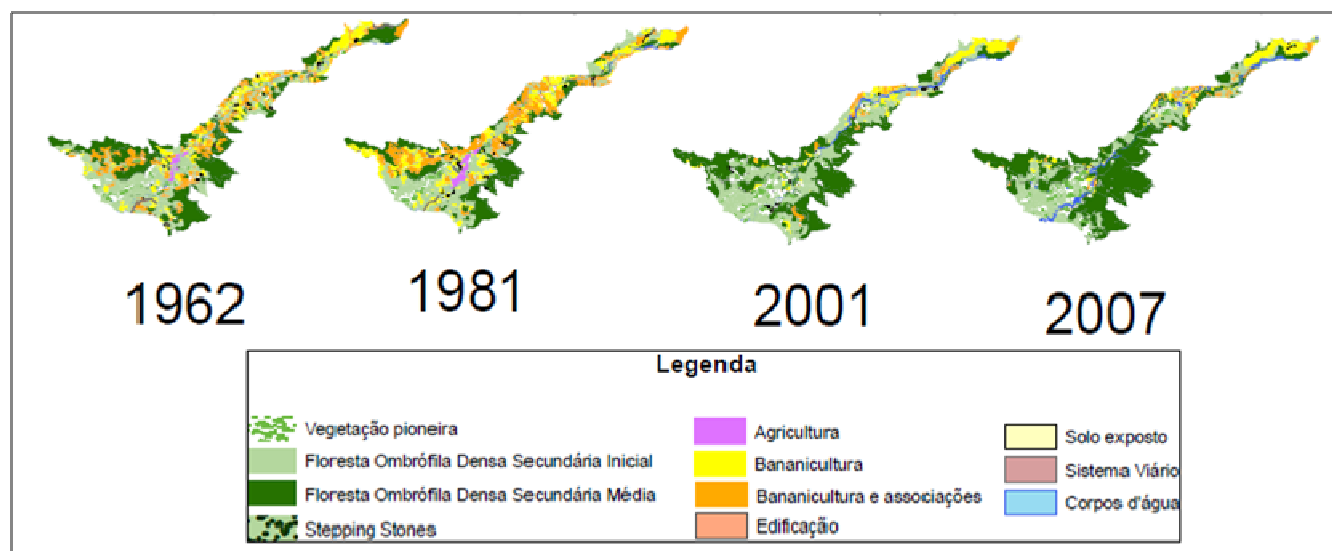 1962
1981
2001
2007
Legenda
Vegetação pioneira
Floresta Ombrófila Densa Secundária Inicial
Floresta Ombrófila Densa Secundária Média
Stepping Stones
Agricultura
Bananicultura
Bananicultura e associações
Edificação
Solo exposto
Sistema Viário
Corpos d'água